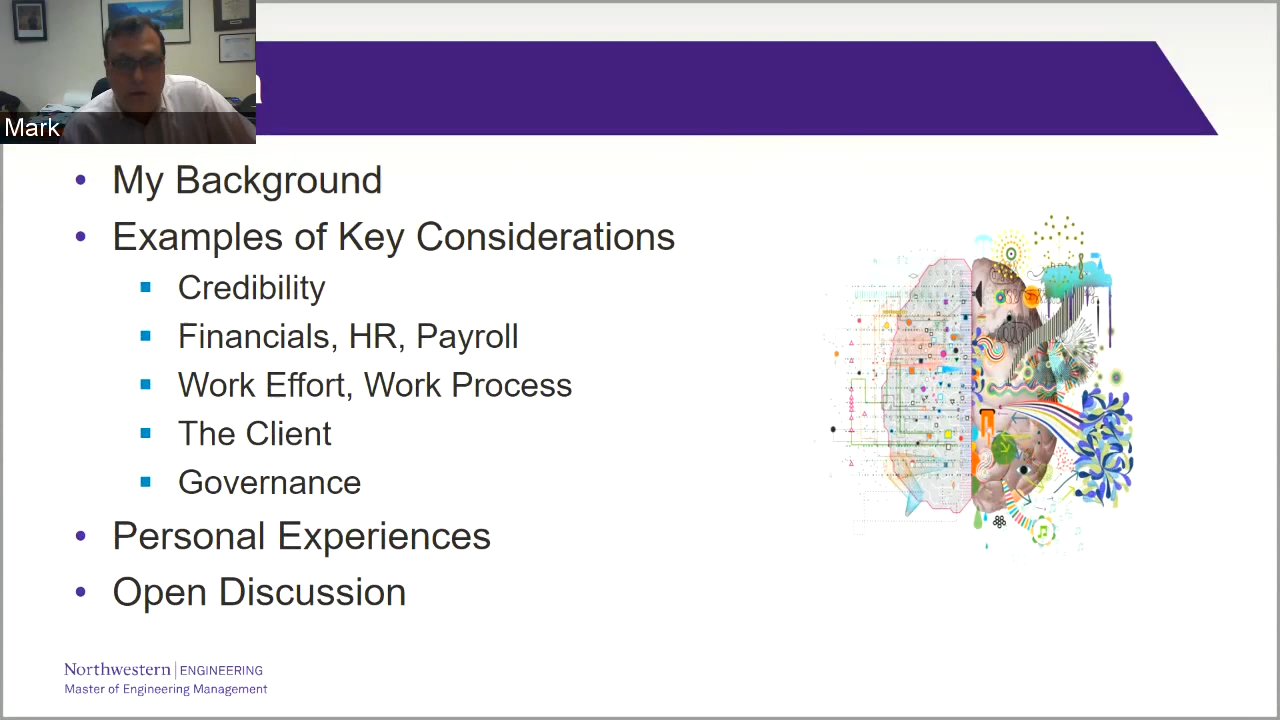 Mark
My Background
Examples of Key Considerations
Credibility
Financials, HR, Payroll
Work Effort, Work Process
The Client
Governance
Personal Experiences
Open Discussion
Northwestern | ENGINEERING
Master of Engineering Management